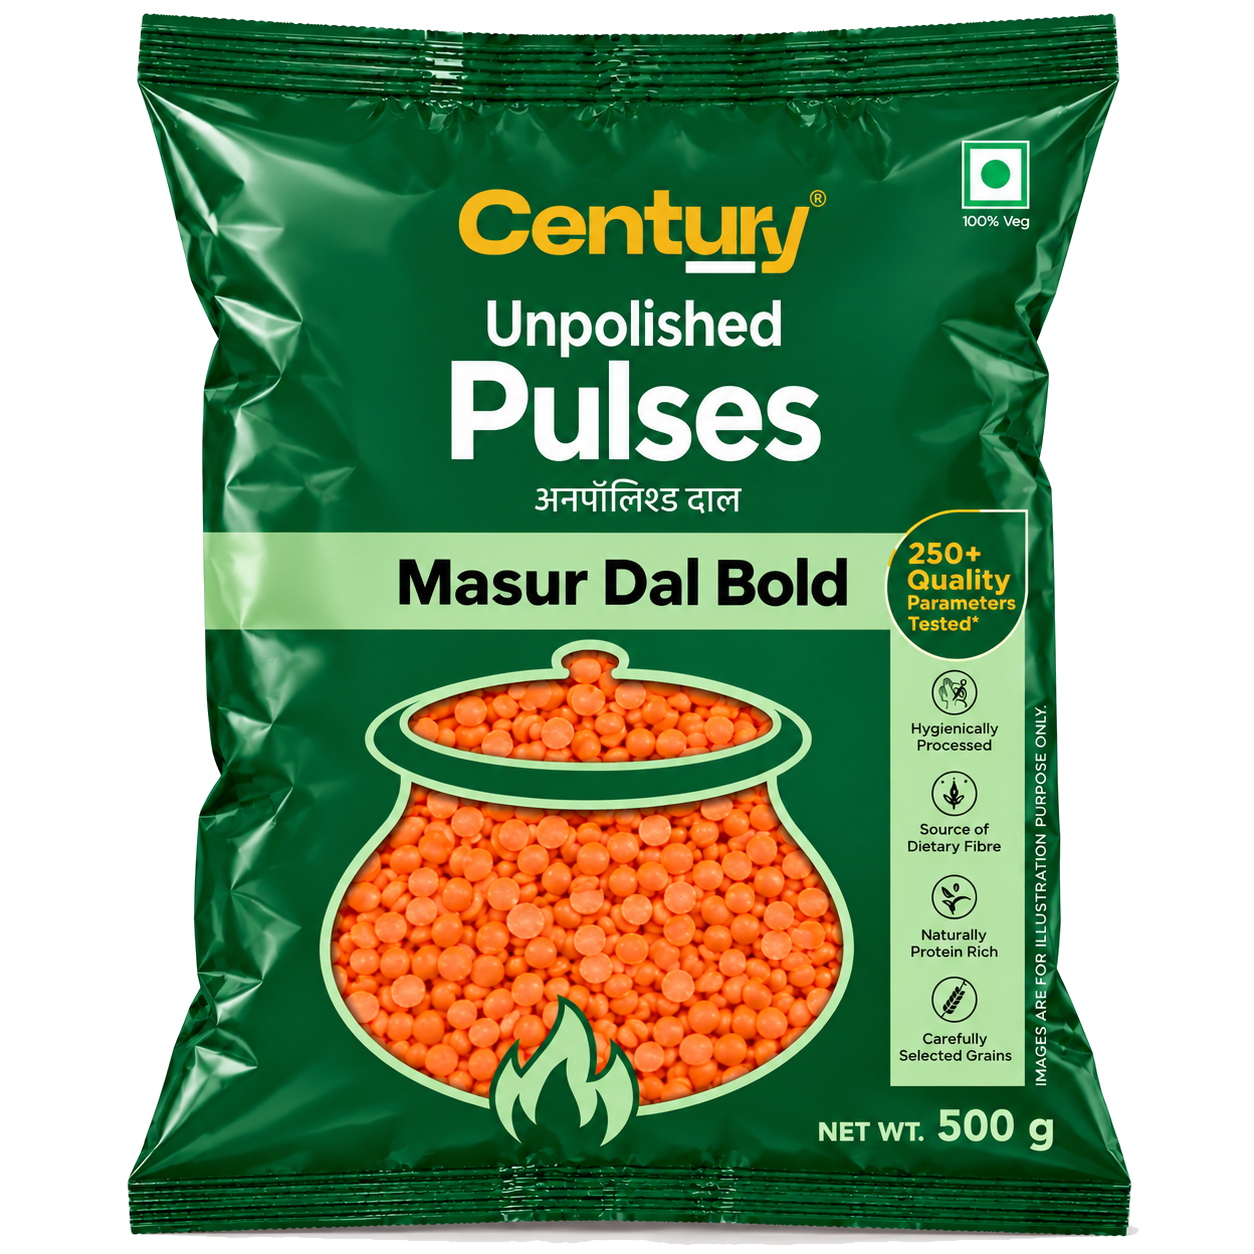 Century®
100% Veg
Unpolished
Pulses
अनपॉलिश्ड दाल
Masur Dal Bold
250+
Quality
Parameters
Tested*
Hygienically
Processed
Source of
Dietary Fibre
Naturally
Protein Rich
Carefully
Selected Grains
IMAGES ARE FOR ILLUSTRATION PURPOSE ONLY.
NET WT. 500 g